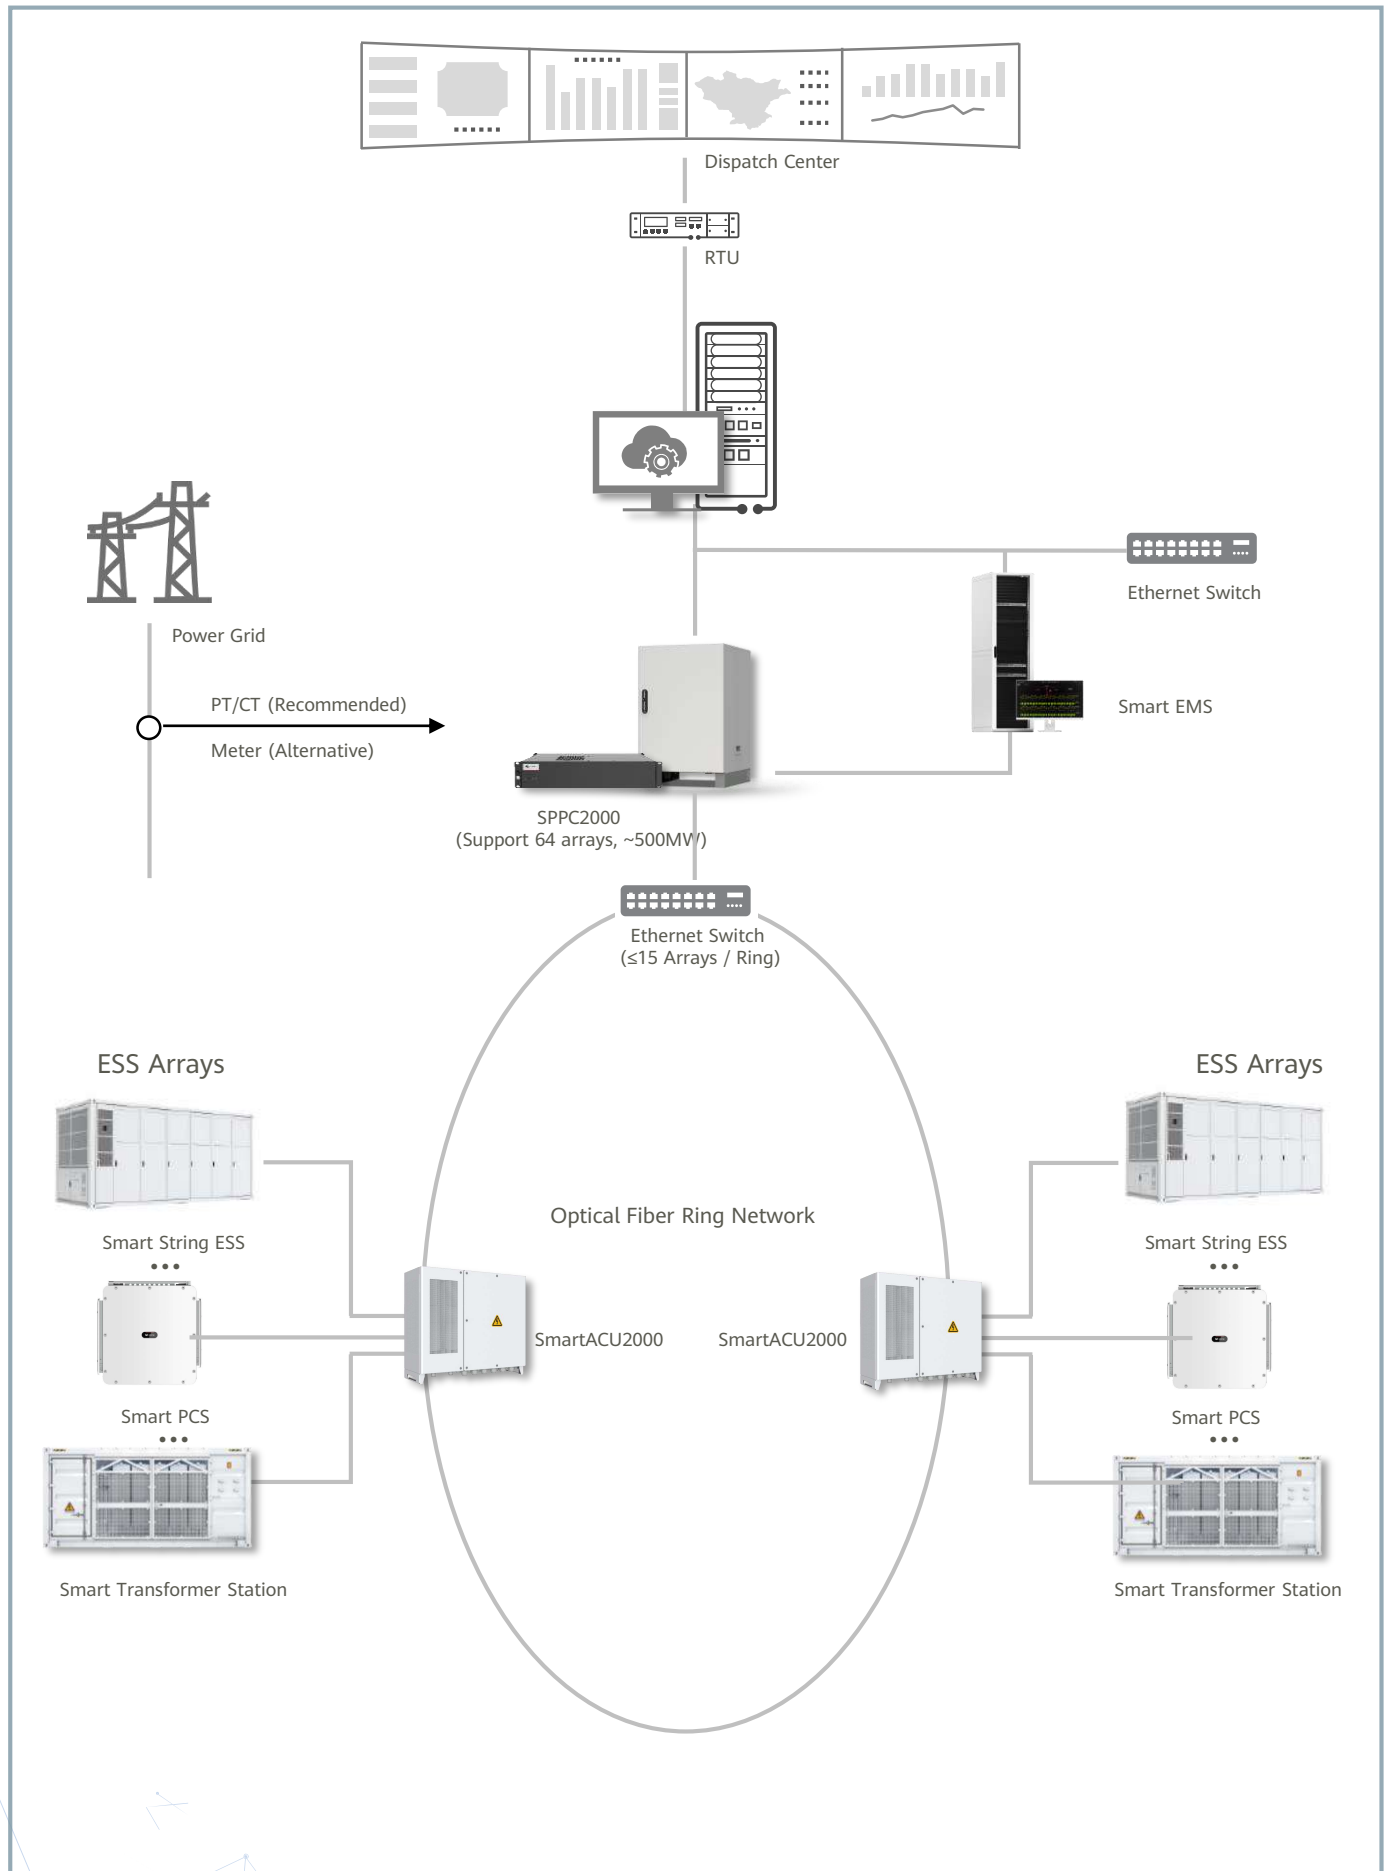 Dispatch Center
RTU
Ethernet Switch
Power Grid
PT/CT (Recommended)
Meter (Alternative)
Smart EMS
SPPC2000
(Support 64 arrays, ~500MW)
Ethernet Switch
(≤15 Arrays / Ring)
ESS Arrays
ESS Arrays
Optical Fiber Ring Network
Smart String ESS
Smart String ESS
SmartACU2000
SmartACU2000
Smart PCS
Smart PCS
Smart Transformer Station
Smart Transformer Station